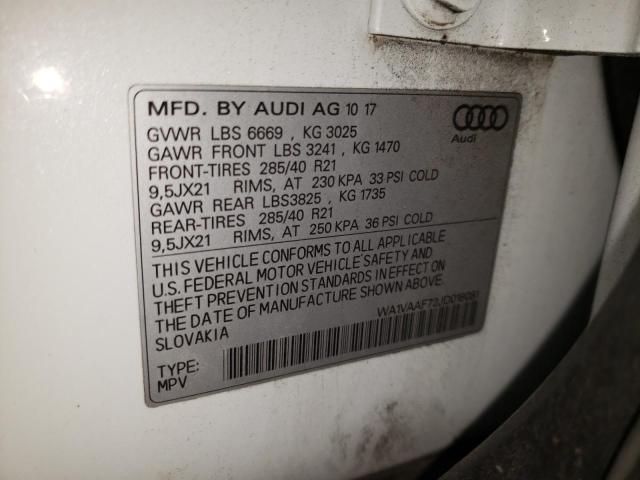 MFD. BY AUDI AG 10 17
GVWR LBS 6669 , KG 3025
GAWR FRONT LBS 3241, KG 1470
FRONT-TIRES 285/40 R21
9,5JX21 RIMS, AT 230 KPA 33 PSI COLD
GAWR REAR LBS3825 , KG 1735
REAR-TIRES 285/40 R21
9,5JX21 RIMS, AT 250 KPA 36 PSI COLD
Audi
THIS VEHICLE CONFORMS TO ALL APPLICABLE
U.S. FEDERAL MOTOR VEHICLE SAFETY AND
THEFT PREVENTION STANDARDS IN EFFECT ON
THE DATE OF MANUFACTURE SHOWN ABOVE.
SLOVAKIA
WA1VAAF72JD018081
TYPE:
MPV